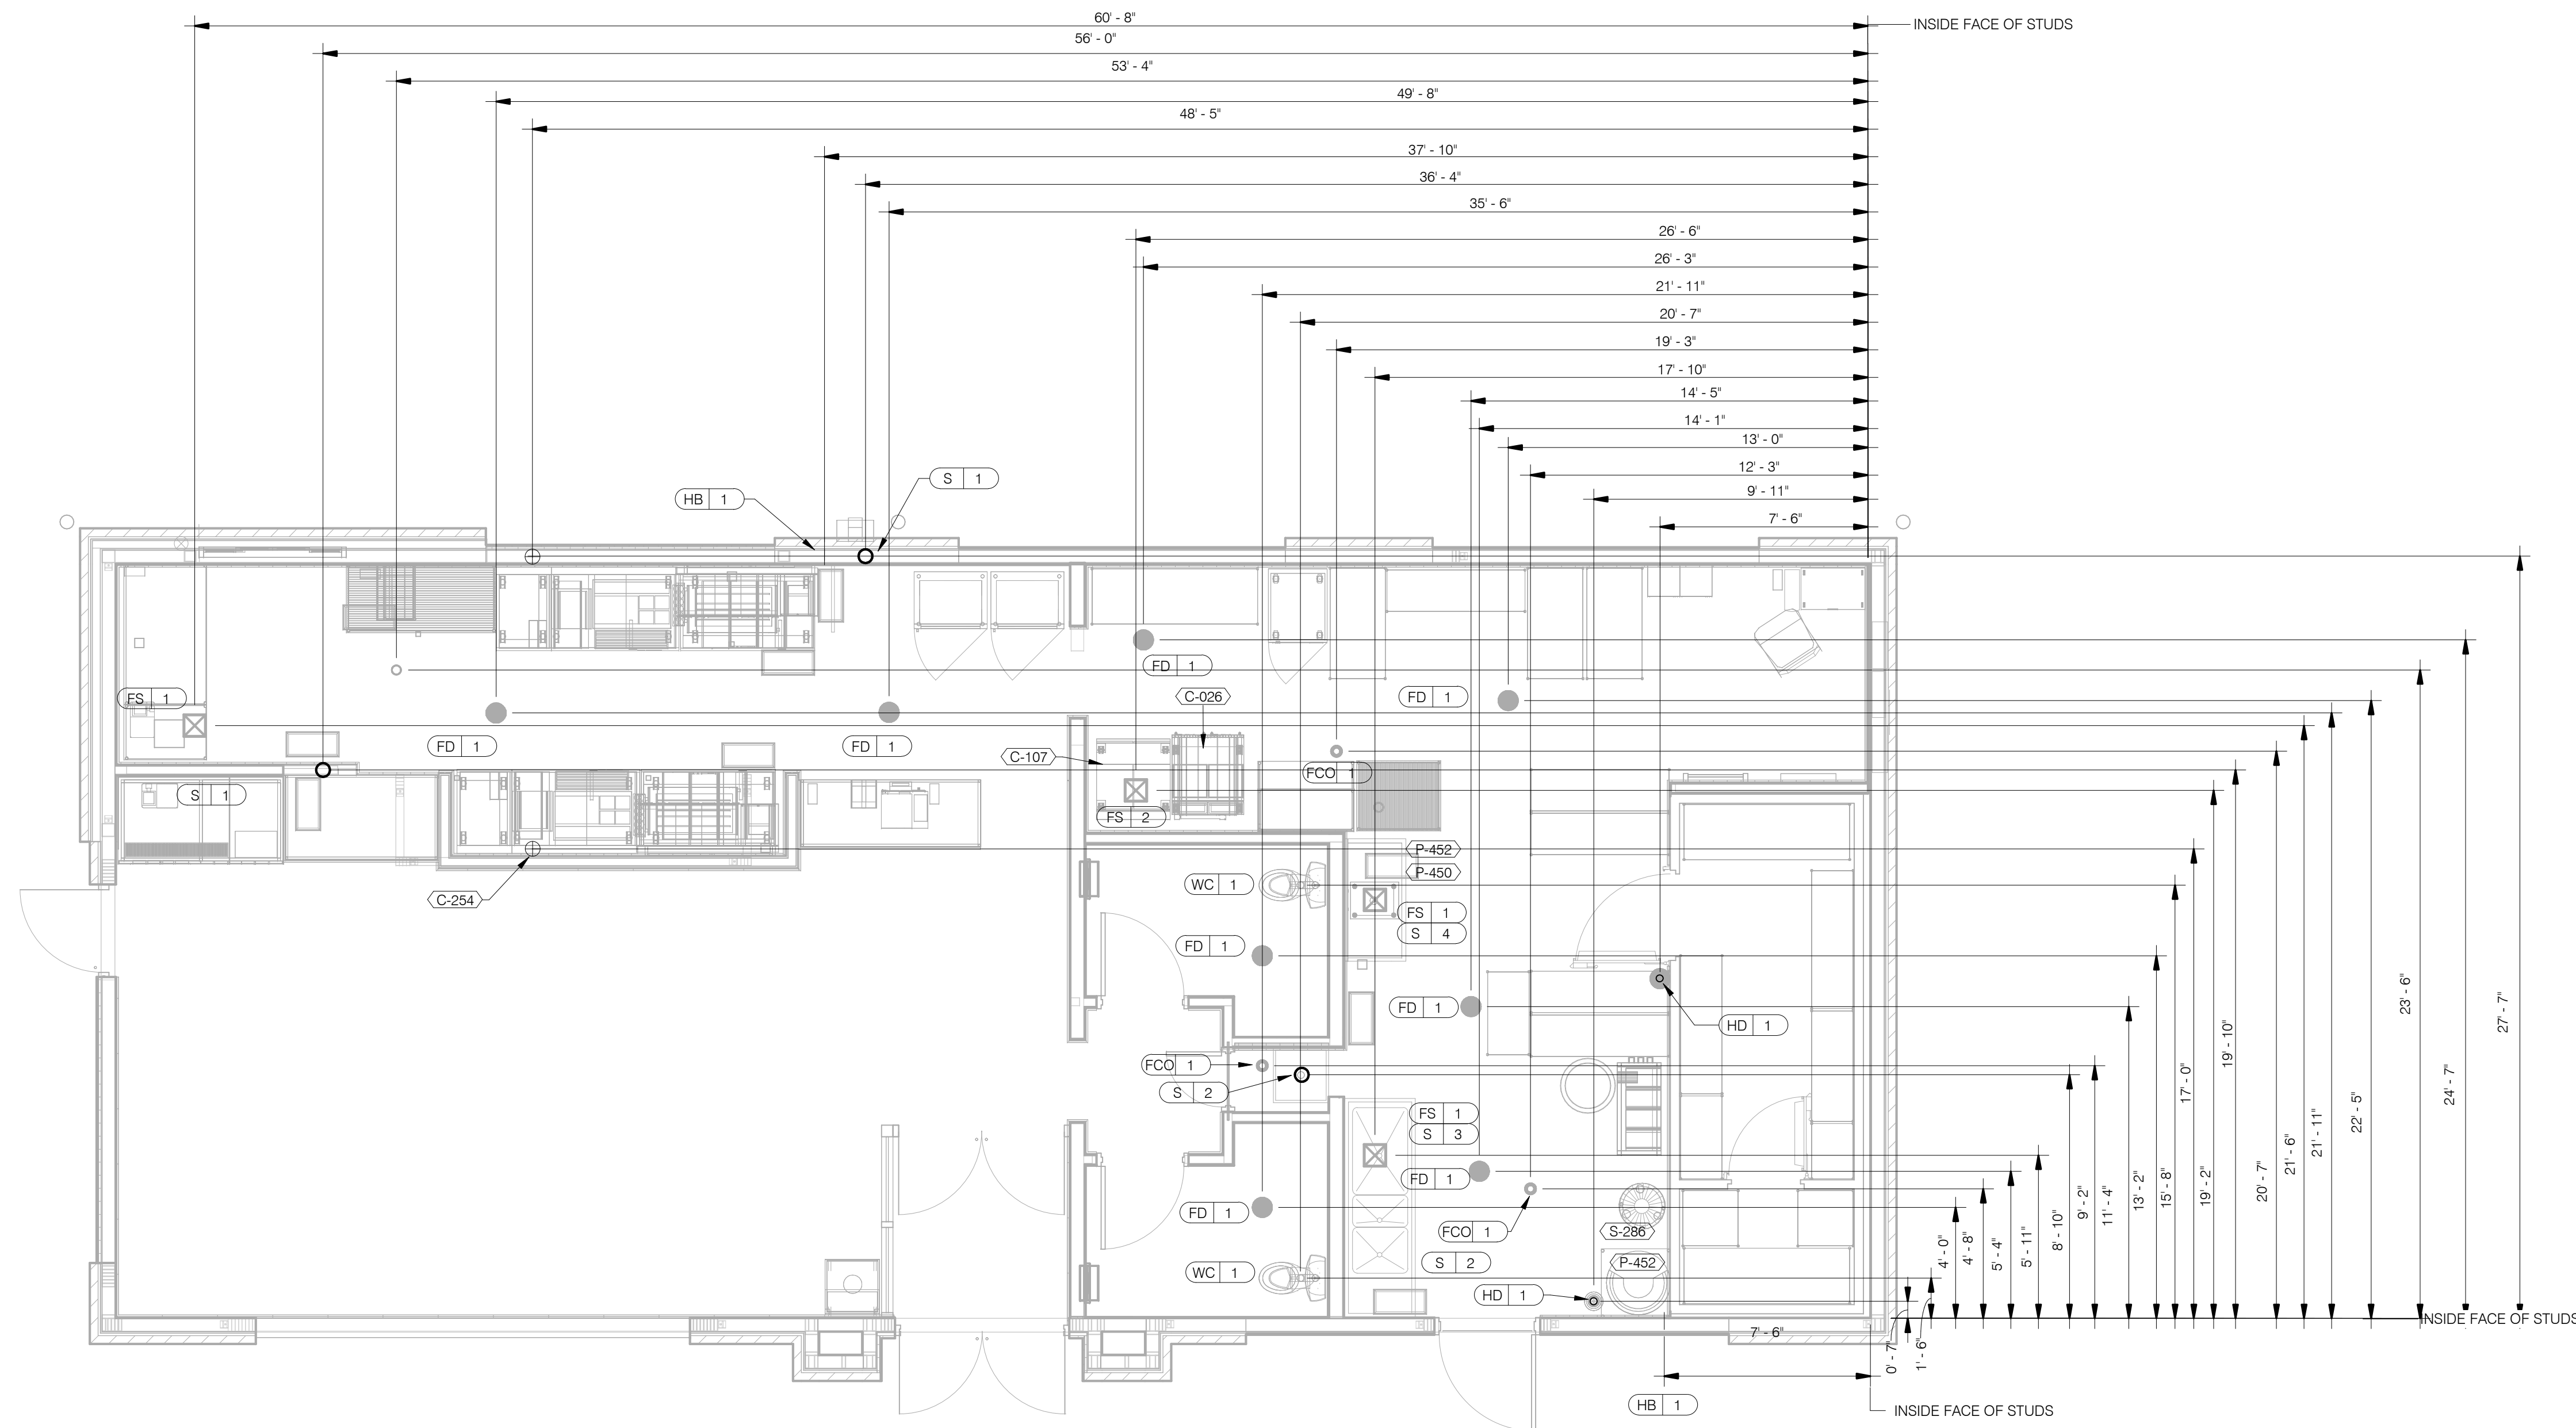 60' - 8"
INSIDE FACE OF STUDS
56' - 0"
53' - 4"
49' - 8"
48' - 5"
37' - 10"
36' - 4"
35' - 6"
26' - 6"
26' - 3"
21' - 11"
20' - 7"
19' - 3"
17' - 10"
14' - 5"
14' - 1"
13' - 0"
12' - 3"
S 1
HB 1
9' - 11"
7' - 6"
FD 1
FS 1
C-026
FD 1
FD 1
FD 1
C-107
FCO 1
S 1
FS 2
P-452
P-450
WC 1
C-254
FS 1
S 4
FD 1
FD 1
HD 1
FCO 1
S 2
FS 1
S 3
FD 1
FD 1
FCO 1
S-286
S 2
P-452
WC 1
HD 1
7' - 6"
HB 1
INSIDE FACE OF STUDS
0' - 7"
1' - 6"
4' - 0"
4' - 8"
5' - 4"
5' - 11"
8' - 10"
9' - 2"
11' - 4"
13' - 2"
15' - 8"
17' - 0"
19' - 2"
19' - 10"
20' - 7"
21' - 6"
21' - 11"
22' - 5"
23' - 6"
24' - 7"
27' - 7"
INSIDE FACE OF STUDS